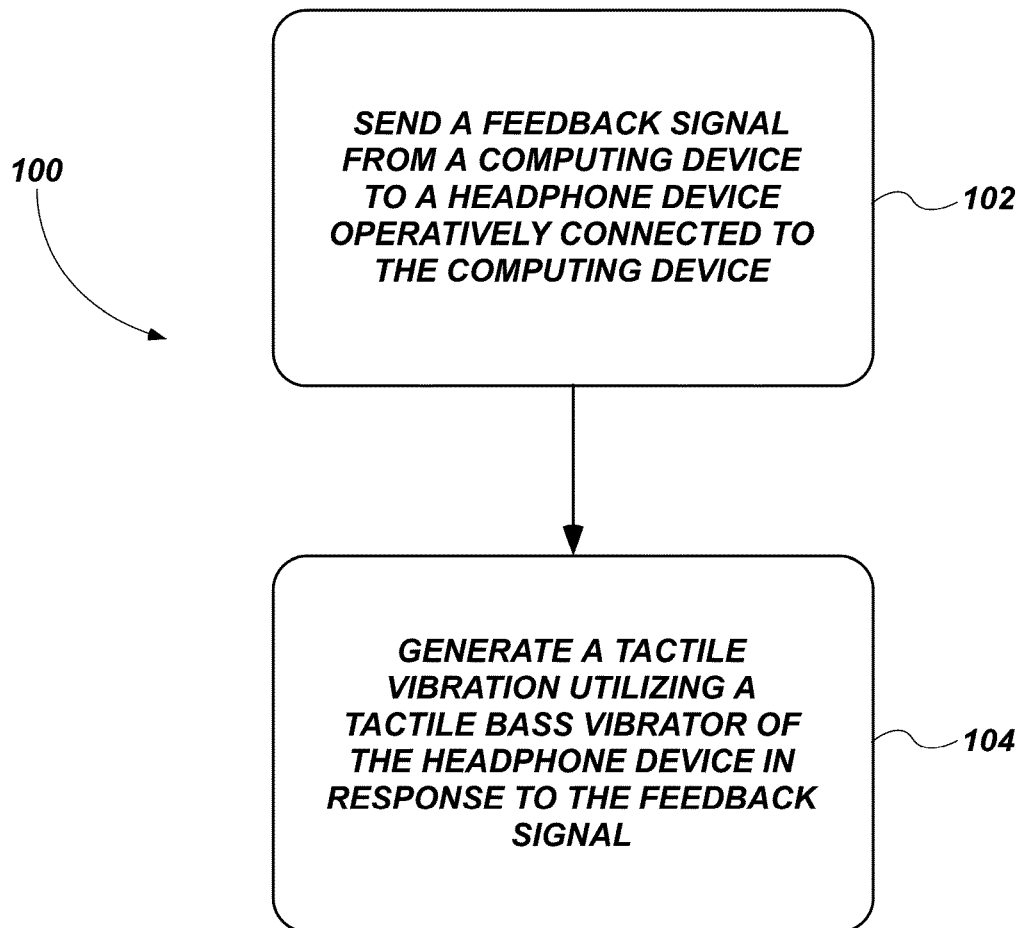 100
SEND A FEEDBACK SIGNAL
FROM A COMPUTING DEVICE
TO A HEADPHONE DEVICE
OPERATIVELY CONNECTED TO
THE COMPUTING DEVICE
102
GENERATE A TACTILE
VIBRATION UTILIZING A
TACTILE BASS VIBRATOR OF
THE HEADPHONE DEVICE IN
RESPONSE TO THE FEEDBACK
SIGNAL
104